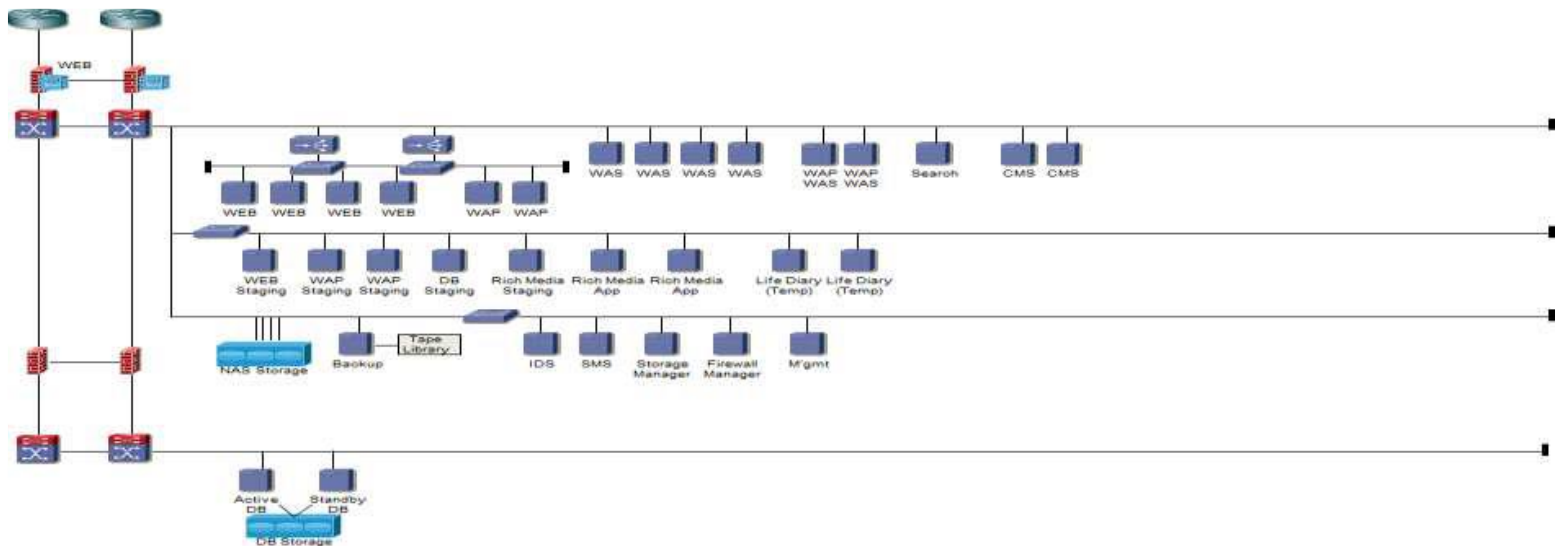 WEB
WAS WAS WAS WAS WAP WAP Search CMS CMS
WAS WAS
WEB WEB WEB WEB WAP WAP
WEB WAP WAP DB Rich Media Rich Media Rich Media Life Diary Life Diary
Staging Staging Staging Staging Staging App App (Temp) (Temp)
Tape
Library
NAS Storage Backup IDS SMS Storage Firewall M'gmt
Manager Manager
Active Standby
DB DB
DB Storage